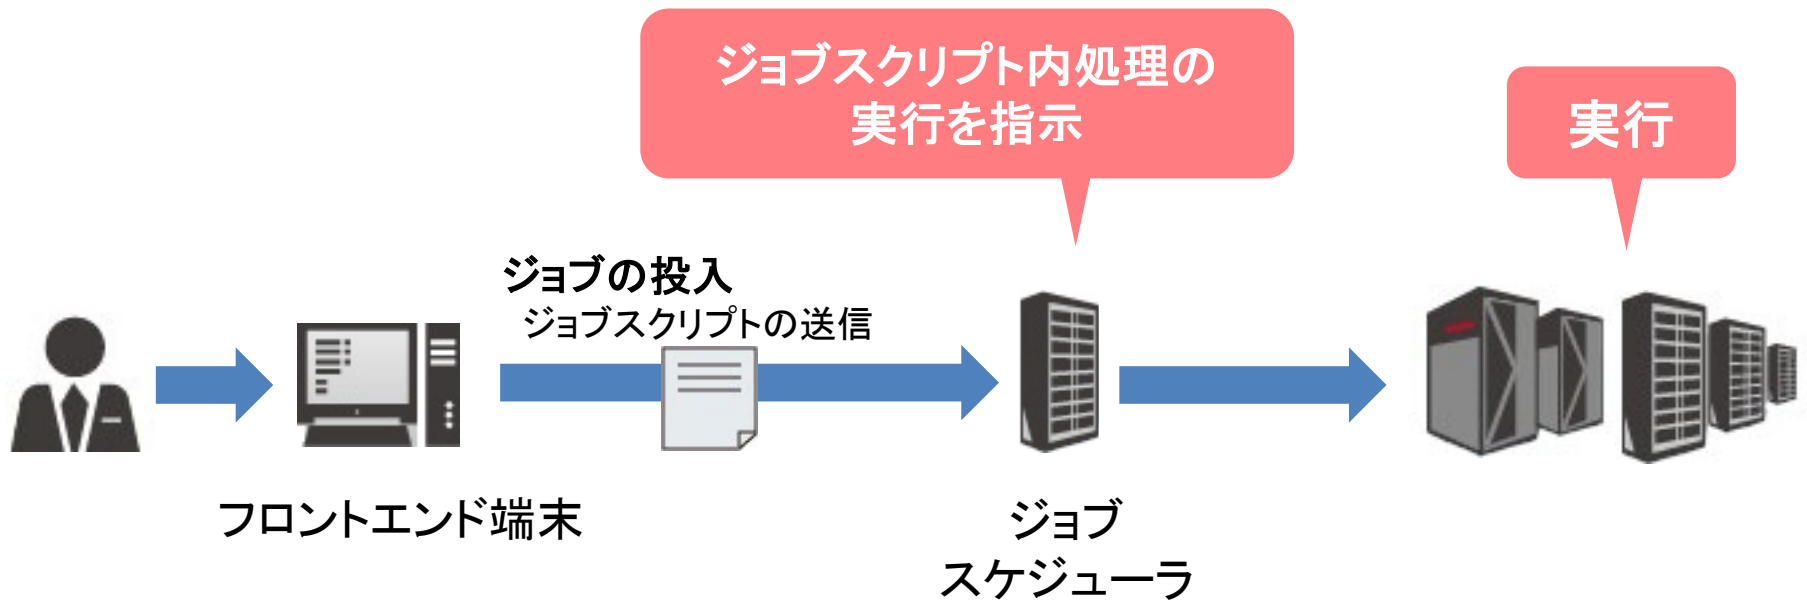 ジョブスクリプト内処理の
実行を指示
実行
ジョブの投入
ジョブスクリプトの送信
フロントエンド端末
ジョブ
スケジューラ